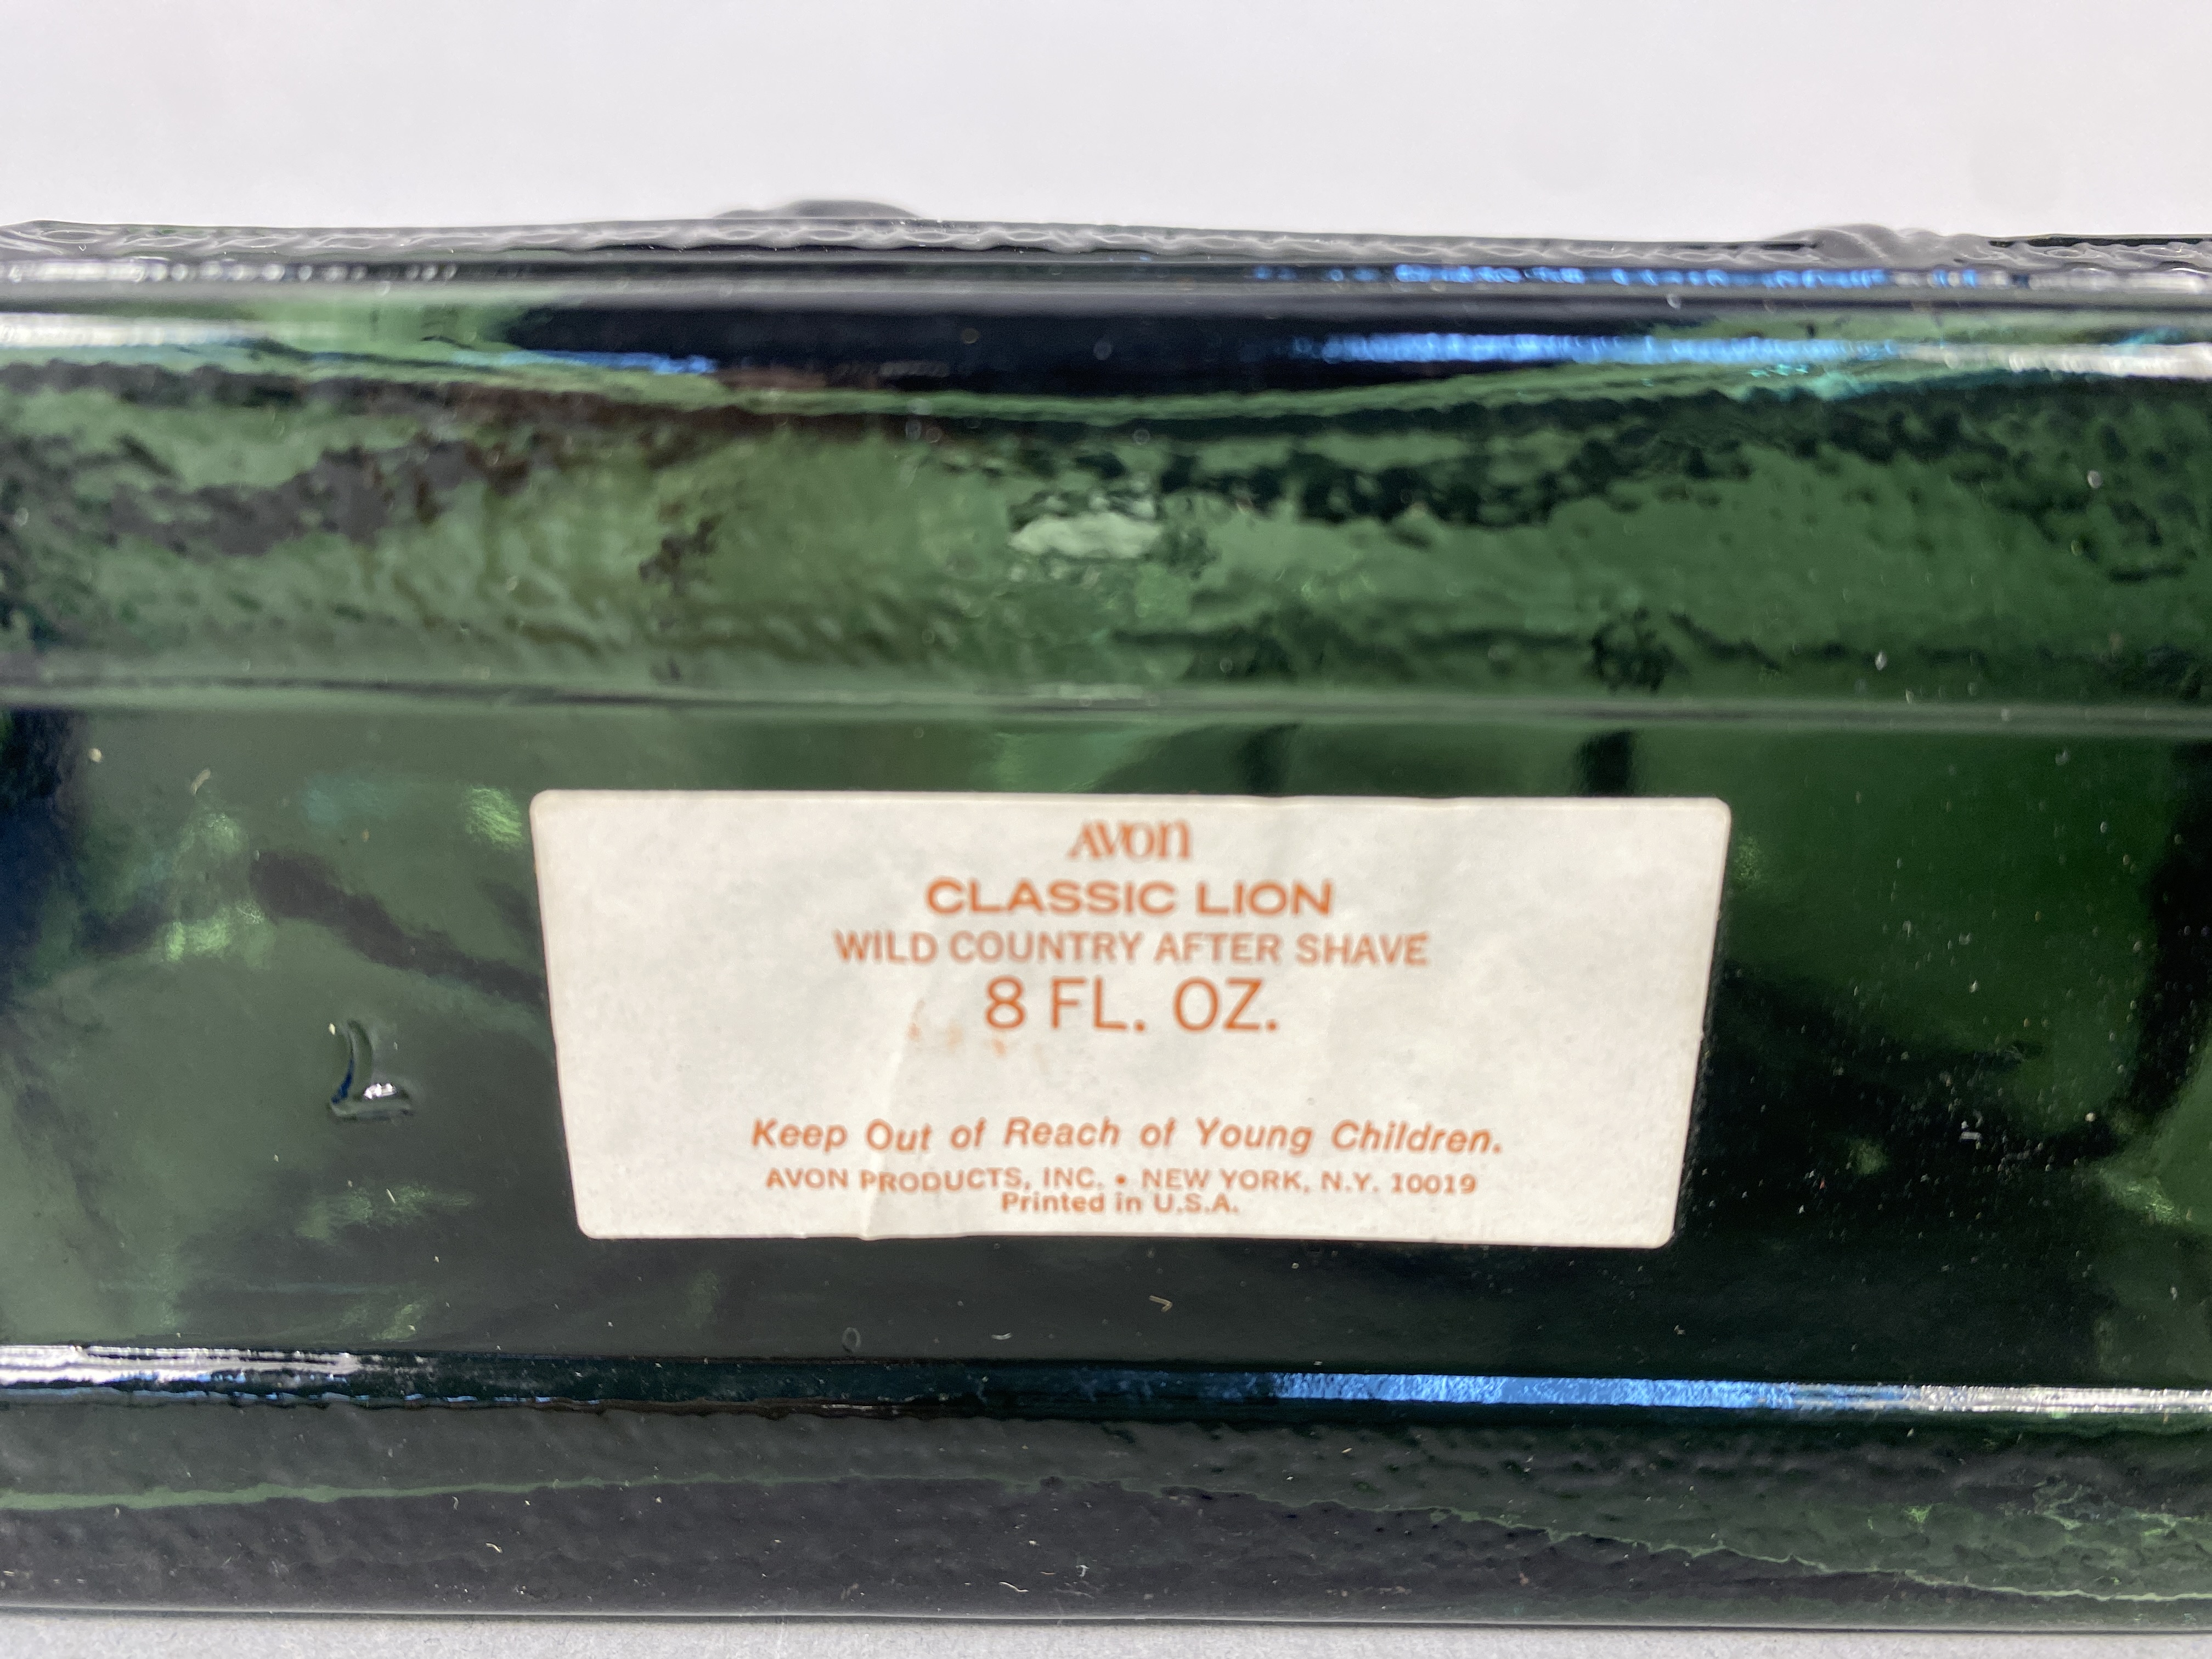 AVON
CLASSIC LION
WILD COUNTRY AFTER SHAVE
8 FL. OZ.
Keep Out of Reach of Young Children.
AVON PRODUCTS, INC. • NEW YORK, N.Y. 10019
Printed in U.S.A.